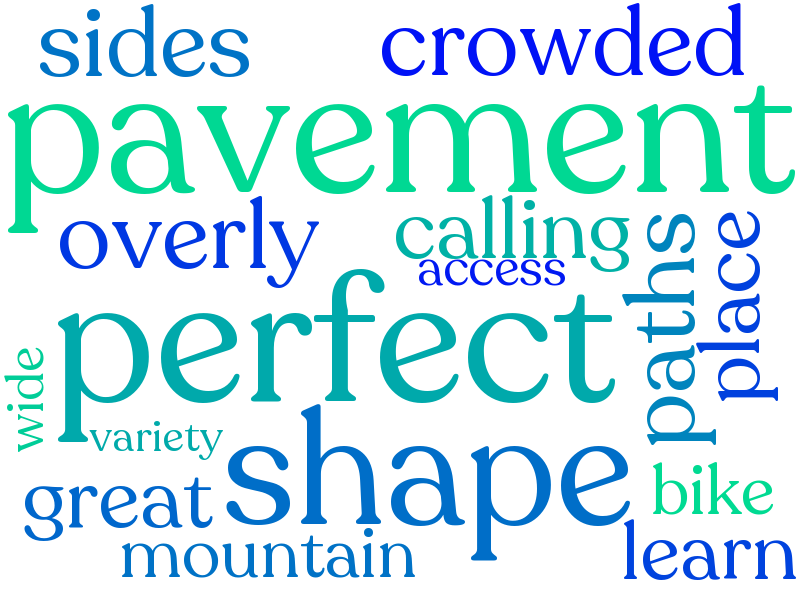 sides crowded
pavement
overly calling
access
paths
place
perfect
wide
variety
shape
great
bike
mountain
learn